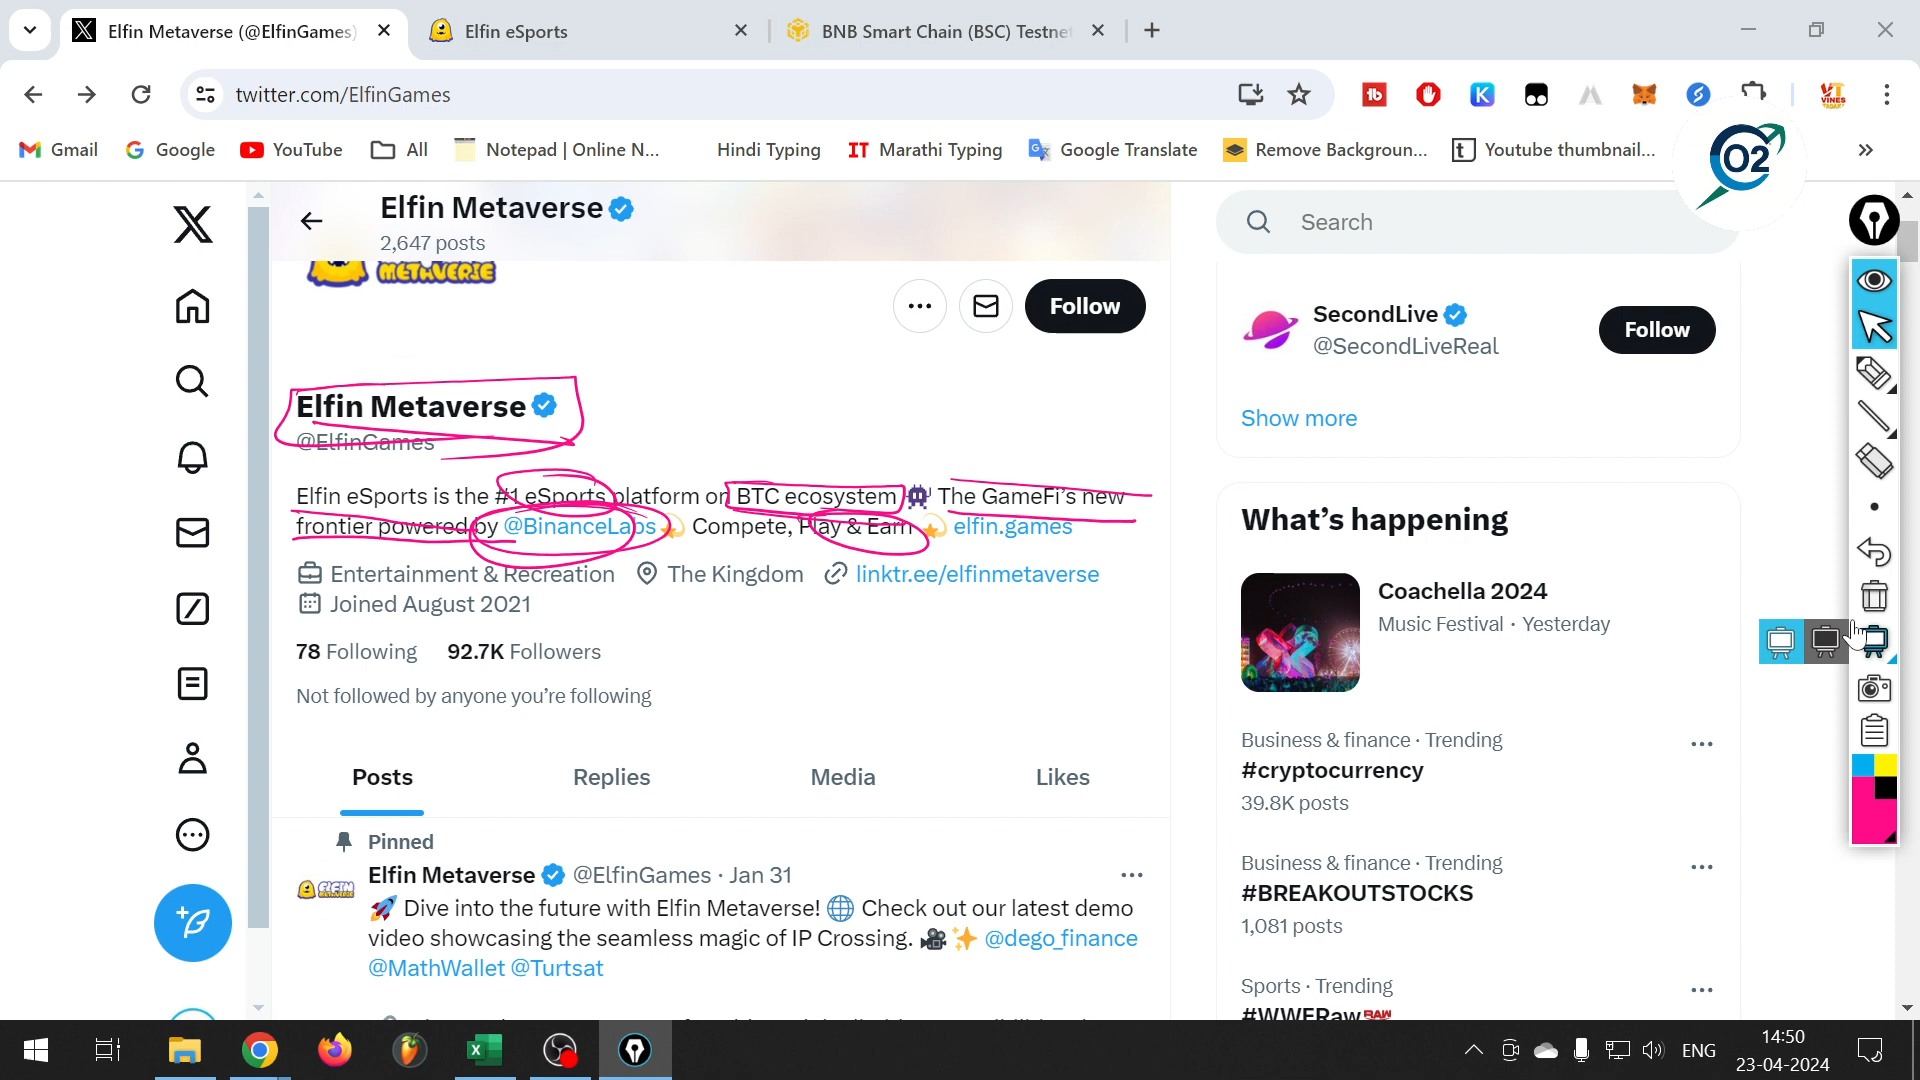 Elfin Metaverse (@ElfinGames)
Elfin eSports
BNB Smart Chain (BSC) Testnet
twitter.com/ElfinGames
Gmail
Google
YouTube
All
Notepad | Online N...
Hindi Typing
IT Marathi Typing
Google Translate
Remove Backgroun...
Youtube thumbnail...
O2
Elfin Metaverse
2,647 posts
METAVERSE
Follow
Elfin Metaverse
@ElfinGames
Elfin eSports is the #1 eSports platform on BTC ecosystem 👾 The GameFi's new
frontier powered by @BinanceLabs💫 Compete, Play & Earn 💫 elfin.games
Entertainment & Recreation The Kingdom linktr.ee/elfinmetaverse
Joined August 2021
78 Following 92.7K Followers
Not followed by anyone you're following
Posts Replies Media Likes
Pinned
Elfin Metaverse @ElfinGames · Jan 31
🚀 Dive into the future with Elfin Metaverse! 🌐 Check out our latest demo
video showcasing the seamless magic of IP Crossing. 🎥✨ @dego_finance
@MathWallet @Turtsat
Search
SecondLive
@SecondLiveReal
Follow
Show more
What's happening
Coachella 2024
Music Festival · Yesterday
Business & finance · Trending
#cryptocurrency
39.8K posts
Business & finance · Trending
#BREAKOUTSTOCKS
1,081 posts
Sports · Trending
#WWERaw
ENG
14:50
23-04-2024